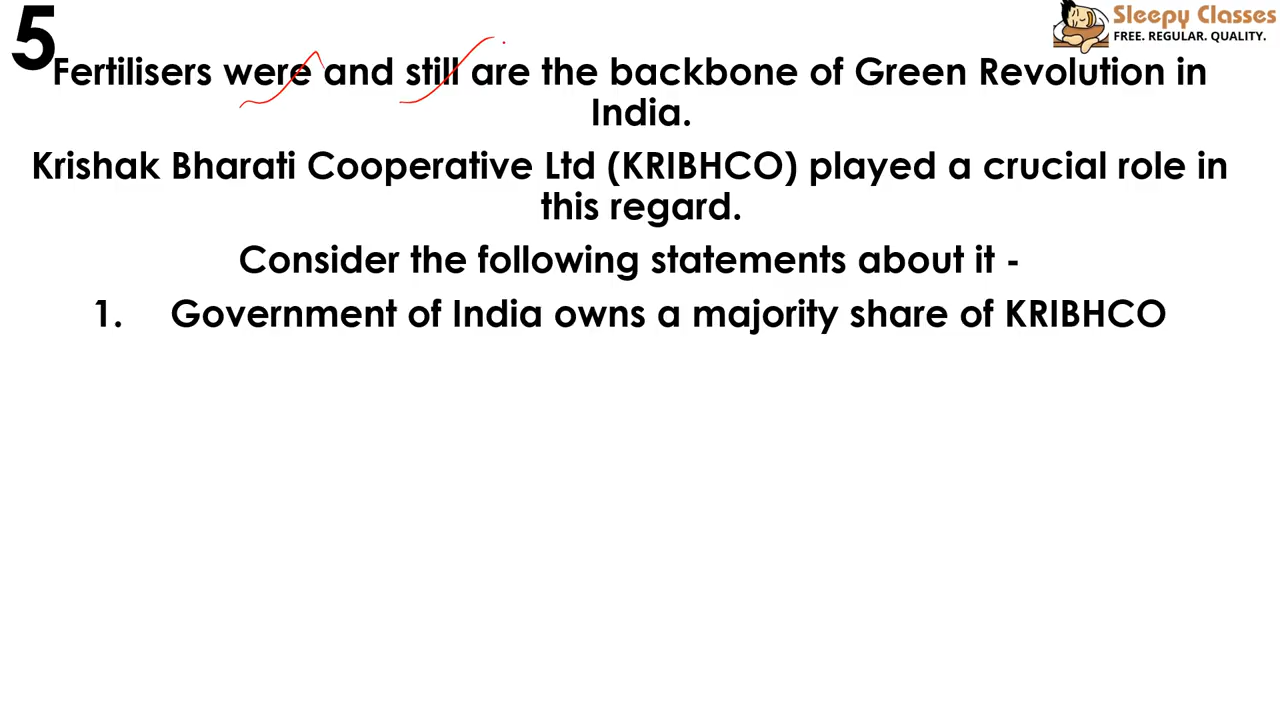 5
Sleepy Classes
FREE. REGULAR. QUALITY.
Fertilisers were and still are the backbone of Green Revolution in
India.
Krishak Bharati Cooperative Ltd (KRIBHCO) played a crucial role in
this regard.
Consider the following statements about it -
1. Government of India owns a majority share of KRIBHCO